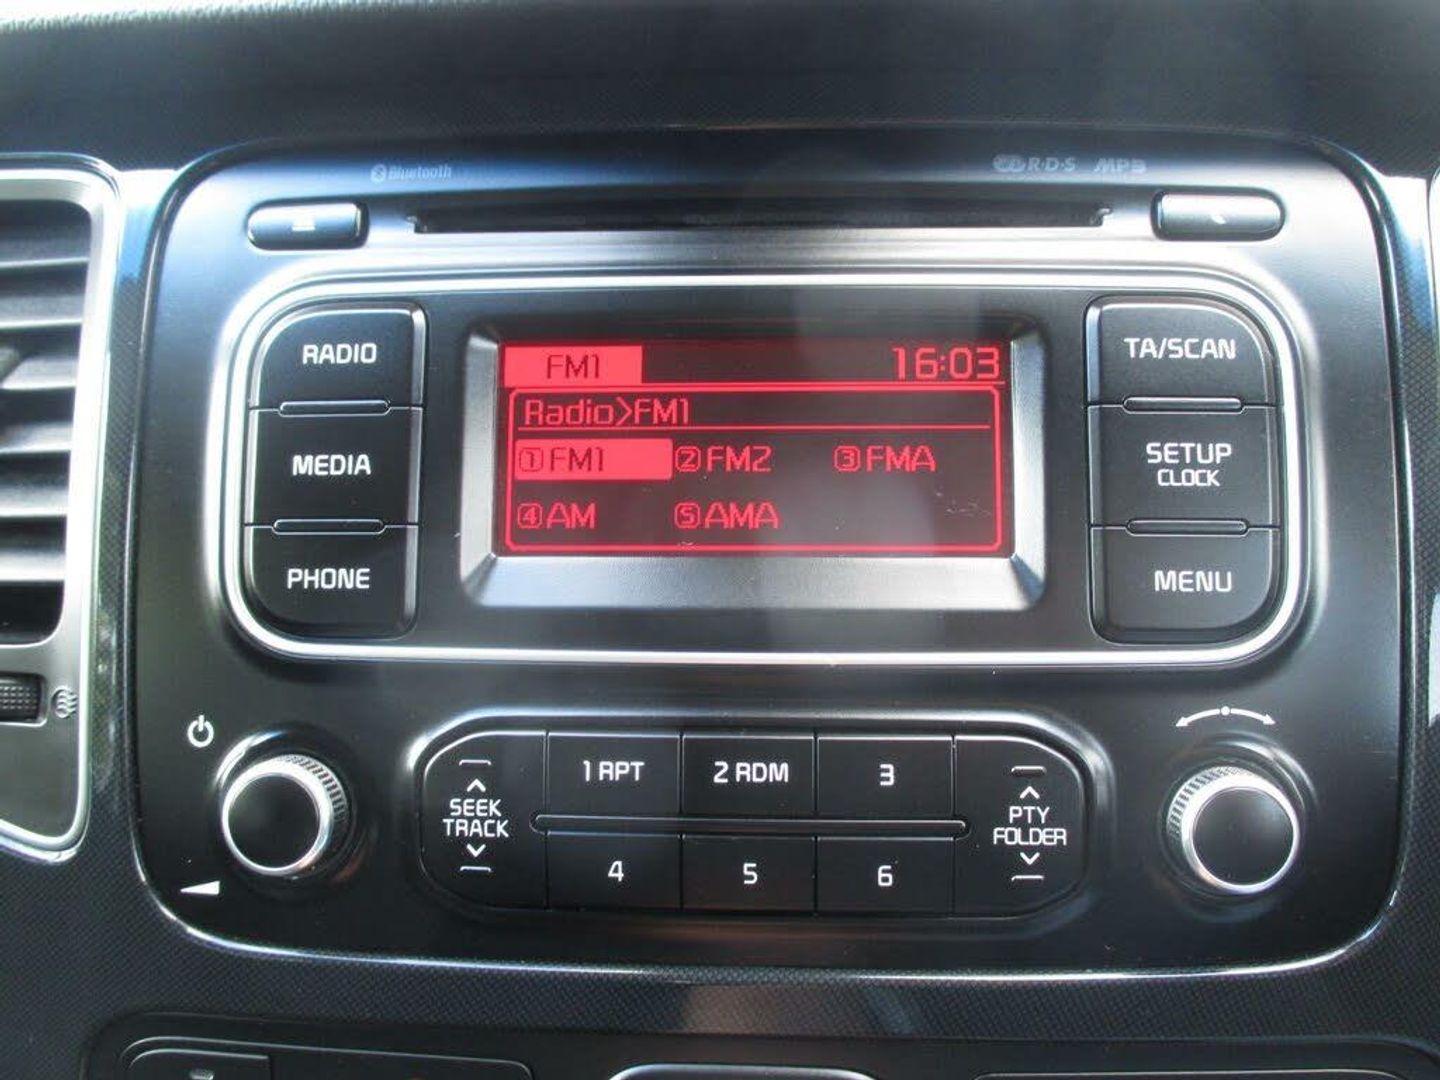 Bluetooth
R·D·S MP3
RADIO
MEDIA
PHONE
FM1 16:03
Radio>FM1
①FM1 ②FM2 ③FMA
④AM ⑤AMA
TA/SCAN
SETUP
CLOCK
MENU
SEEK
TRACK
1 RPT 2 RDM 3
4 5 6
PTY
FOLDER